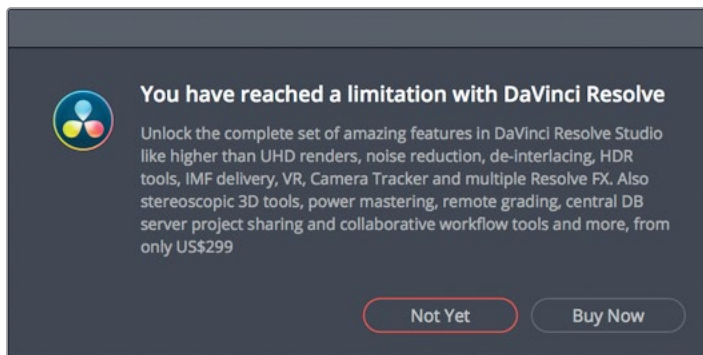 You have reached a limitation with DaVinci Resolve
Unlock the complete set of amazing features in DaVinci Resolve Studio
like higher than UHD renders, noise reduction, de-interlacing, HDR
tools, IMF delivery, VR, Camera Tracker and multiple Resolve FX. Also
stereoscopic 3D tools, power mastering, remote grading, central DB
server project sharing and collaborative workflow tools and more, from
only US$299
Not Yet
Buy Now